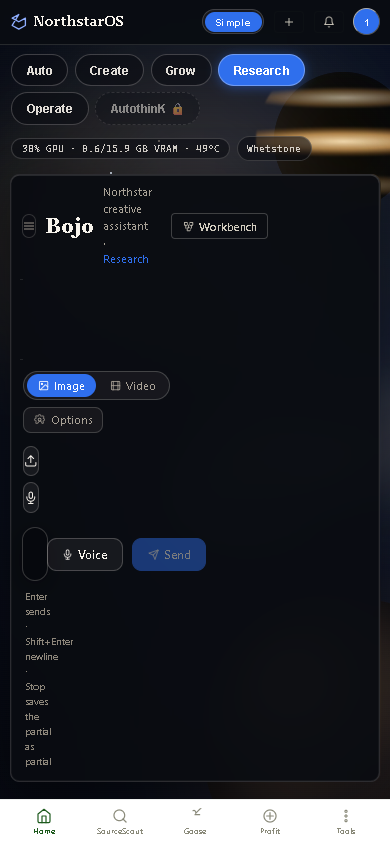 NorthstarOS
Simple
1
Auto
Create
Grow
Research
Operate
AutothinK
38% GPU · 8.6/15.9 GB VRAM · 49°C
Whetstone
Bojo
Northstar
creative
assistant
·
Research
Workbench
Image
Video
Options
Voice
Send
Enter
sends
·
Shift+Enter
newline
·
Stop
saves
the
partial
as
partial
Home
SourceScout
Goose
Profit
Tools